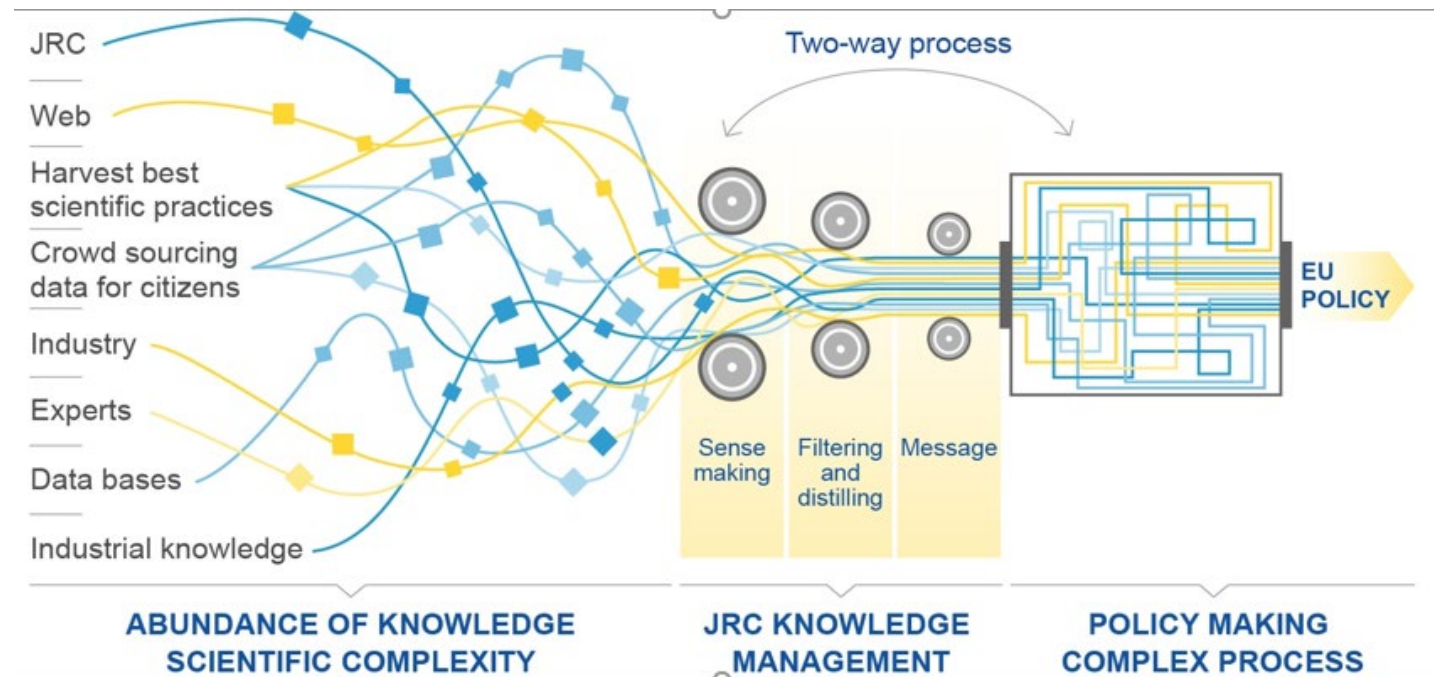 JRC
Web
Harvest best
scientific practices
Crowd sourcing
data for citizens
Industry
Experts
Data bases
Industrial knowledge
Two-way process
Sense
making
Filtering
and
distilling
Message
EU
POLICY
ABUNDANCE OF KNOWLEDGE
SCIENTIFIC COMPLEXITY
JRC KNOWLEDGE
MANAGEMENT
POLICY MAKING
COMPLEX PROCESS